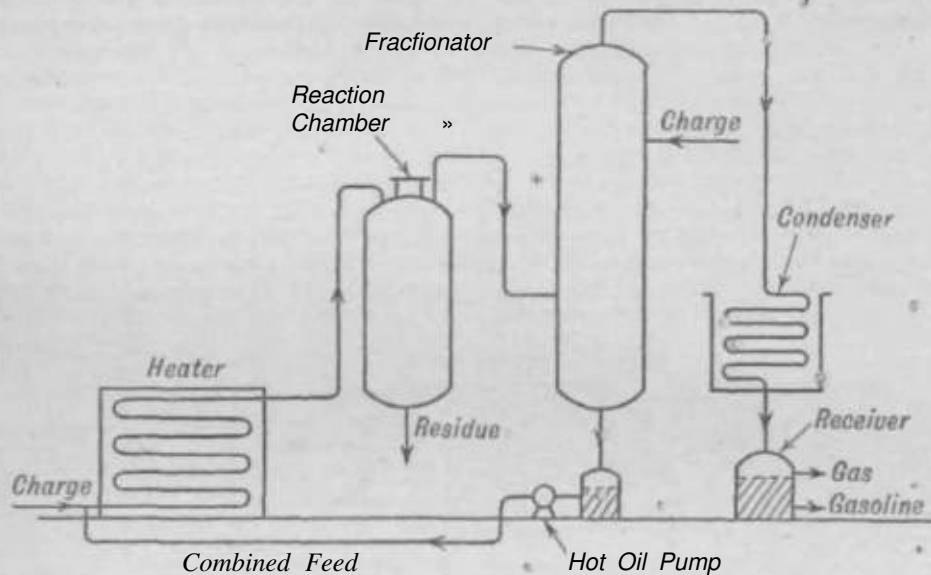 Fracfionator
Reaction
Chamber »
Charge
Condenser
Heater
Residue
Receiver
Gas
Charge
Gasoline
Combined Feed
Hot Oil Pump